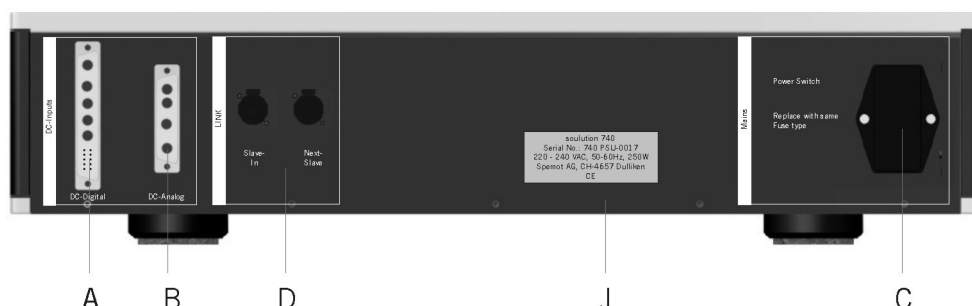 DC-Inputs
DC-Digital
DC-Analog
LINK
Slave-
In
Next-
Slave
soulution 740
Serial No.: 740 PSU-0017
220 - 240 VAC, 50-60Hz, 250W
Spemot AG, CH-4657 Dulliken
CE
Mains
Power Switch
Replace with same
Fuse type
A
B
D
J
C